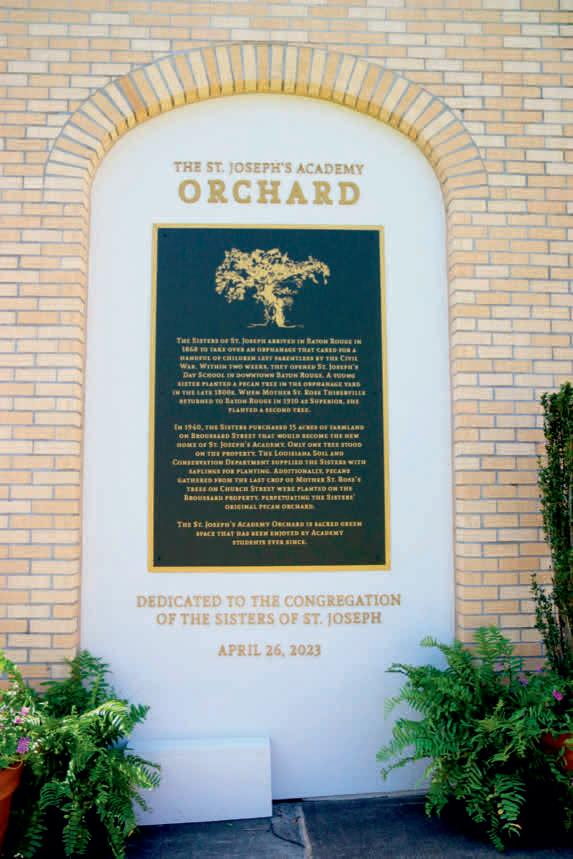 THE ST. JOSEPH'S ACADEMY
ORCHARD
THE SISTERS OF ST. JOSEPH ARRIVED IN BATON ROUGE IN
1868 TO TAKE OVER AN ORPHANAGE THAT CARED FOR A
HANDFUL OF CHILDREN LEFT PARENTLESS BY THE CIVIL
WAR. WITHIN TWO WEEKS, THEY OPENED ST. JOSEPH'S
DAY SCHOOL IN DOWNTOWN BATON ROUGE. A YOUNG
SISTER PLANTED A PECAN TREE IN THE ORPHANAGE YARD
IN THE LATE 1800S. WHEN MOTHER ST. ROSE THIBERVILLE
RETURNED TO BATON ROUGE IN 1910 AS SUPERIOR, SHE
PLANTED A SECOND TREE.
IN 1940, THE SISTERS PURCHASED 15 ACRES OF FARMLAND
ON BROUSSARD STREET THAT WOULD BECOME THE NEW
HOME OF ST. JOSEPH'S ACADEMY. ONLY ONE TREE STOOD
ON THE PROPERTY. THE LOUISIANA SOIL AND
CONSERVATION DEPARTMENT SUPPLIED THE SISTERS WITH
SAPLINGS FOR PLANTING. ADDITIONALLY, PECANS
GATHERED FROM THE LAST CROP OF MOTHER ST. ROSE'S
TREES ON CHURCH STREET WERE PLANTED ON THE
BROUSSARD PROPERTY, PERPETUATING THE SISTERS'
ORIGINAL PECAN ORCHARD.
THE ST. JOSEPH'S ACADEMY ORCHARD IS SACRED GREEN
SPACE THAT HAS BEEN ENJOYED BY ACADEMY
STUDENTS EVER SINCE.
DEDICATED TO THE CONGREGATION
OF THE SISTERS OF ST. JOSEPH
APRIL 26, 2023